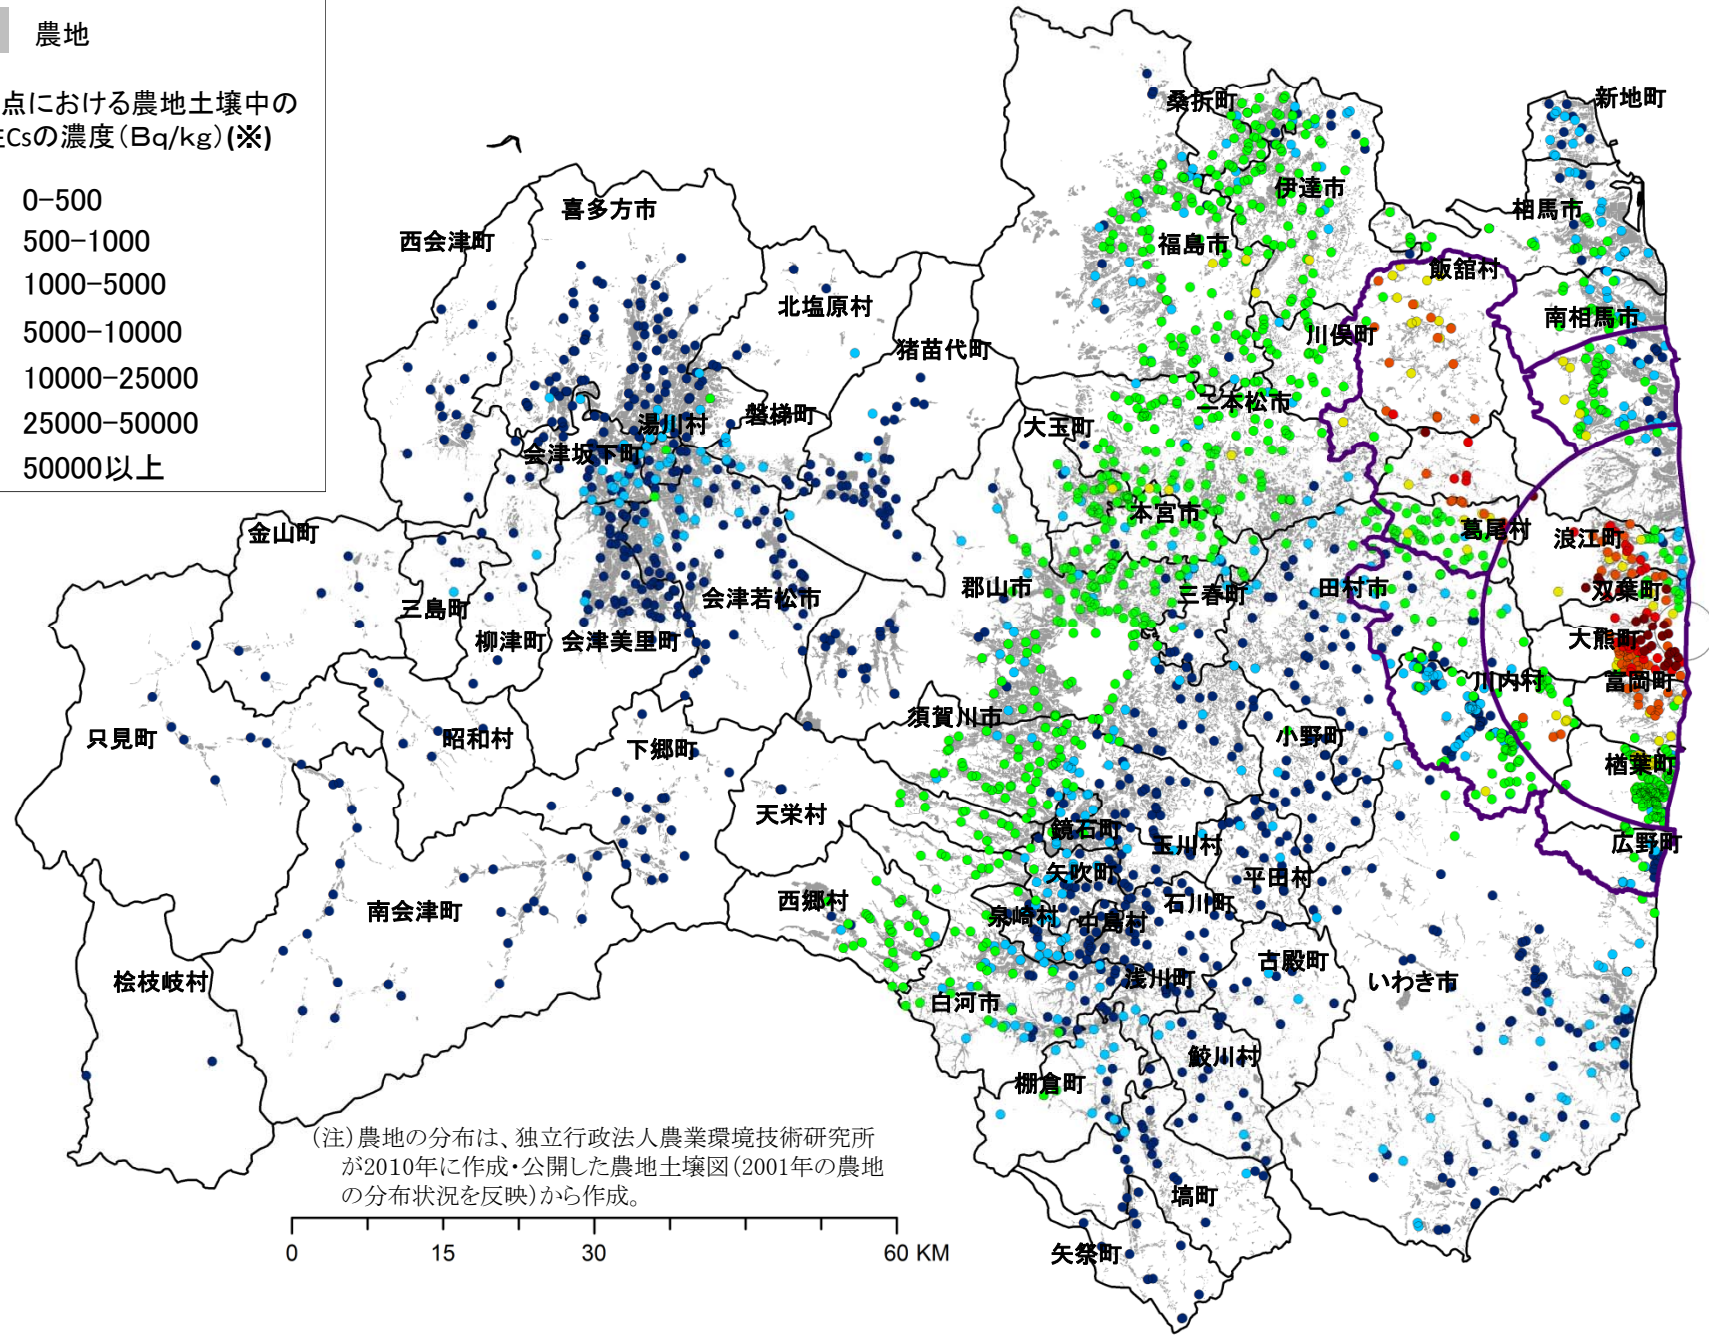 農地
点における農地土壌中の
Csの濃度(Bq/kg)(※)
0-500
500-1000
1000-5000
5000-10000
10000-25000
25000-50000
50000以上
桑折町
新地町
伊達市
喜多方市
相馬市
西会津町
福島市
飯舘村
北塩原村
南相馬市
川俣町
猪苗代町
二本松市
磐梯町
湯川村
大玉町
会津坂下町
本宮市
葛尾村
金山町
浪江町
郡山市
田村市
双葉町
三春町
会津若松市
三島町
大熊町
柳津町
会津美里町
川内村
富岡町
須賀川市
只見町
昭和村
小野町
下郷町
楢葉町
天栄村
鏡石町
玉川村
広野町
矢吹町
平田村
西郷村
石川町
南会津町
泉崎村
中島村
古殿町
桧枝岐村
浅川町
いわき市
白河市
鮫川村
棚倉町
(注)農地の分布は、独立行政法人農業環境技術研究所
が2010年に作成・公開した農地土壌図(2001年の農地
の分布状況を反映)から作成。
塙町
矢祭町
0 15 30 60 KM